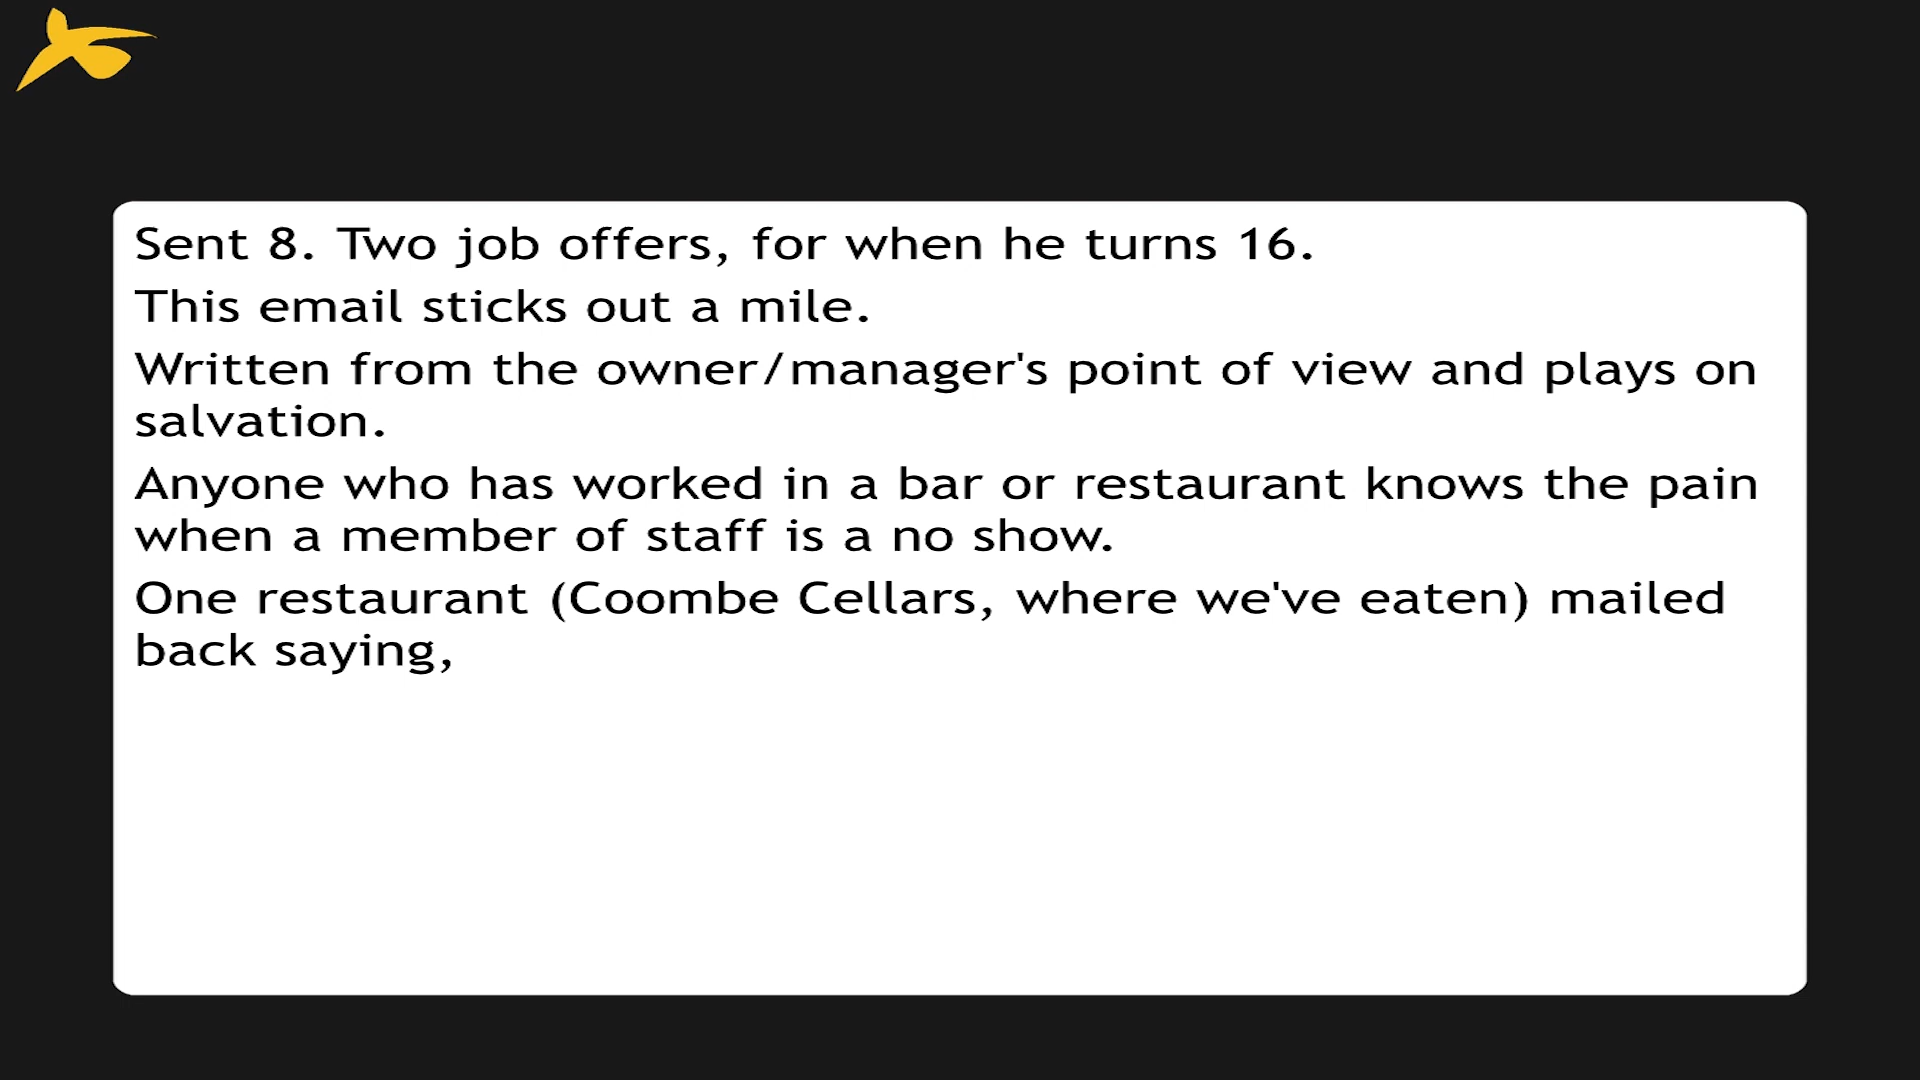 Sent 8. Two job offers, for when he turns 16.
This email sticks out a mile.
Written from the owner/manager's point of view and plays on
salvation.
Anyone who has worked in a bar or restaurant knows the pain
when a member of staff is a no show.
One restaurant (Coombe Cellars, where we've eaten) mailed
back saying,